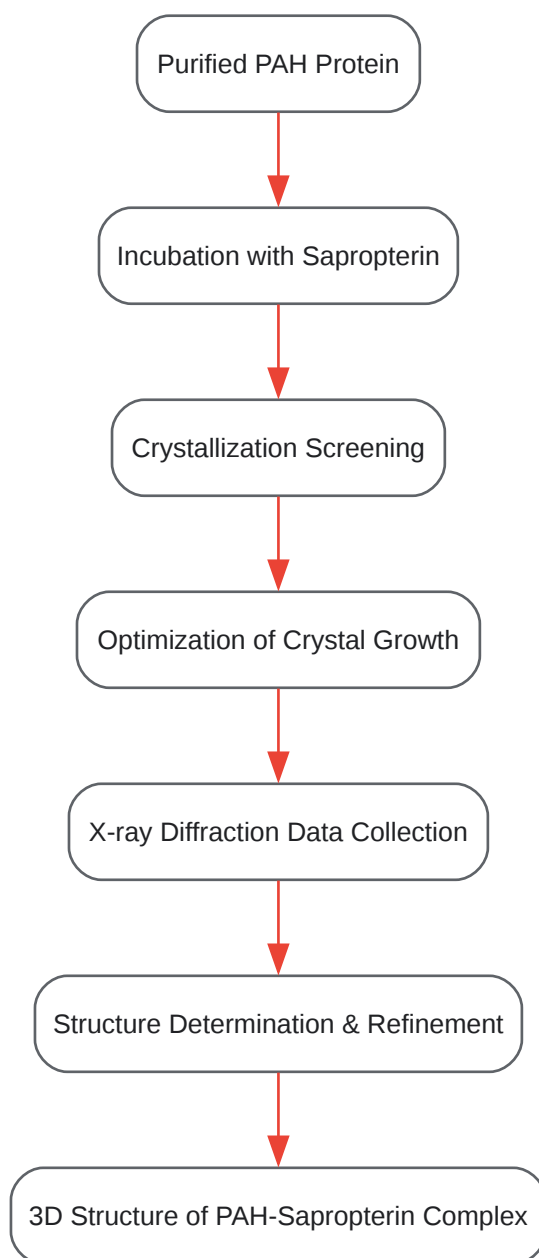 Purified PAH Protein
Incubation with Sapropterin
Crystallization Screening
Optimization of Crystal Growth
X-ray Diffraction Data Collection
Structure Determination & Refinement
3D Structure of PAH-Sapropterin Complex